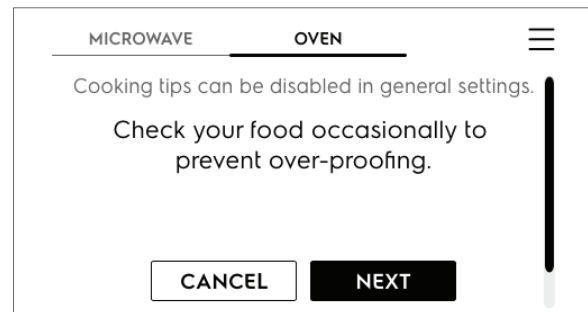 MICROWAVE OVEN
Cooking tips can be disabled in general settings.
Check your food occasionally to
prevent over-proofing.
CANCEL NEXT